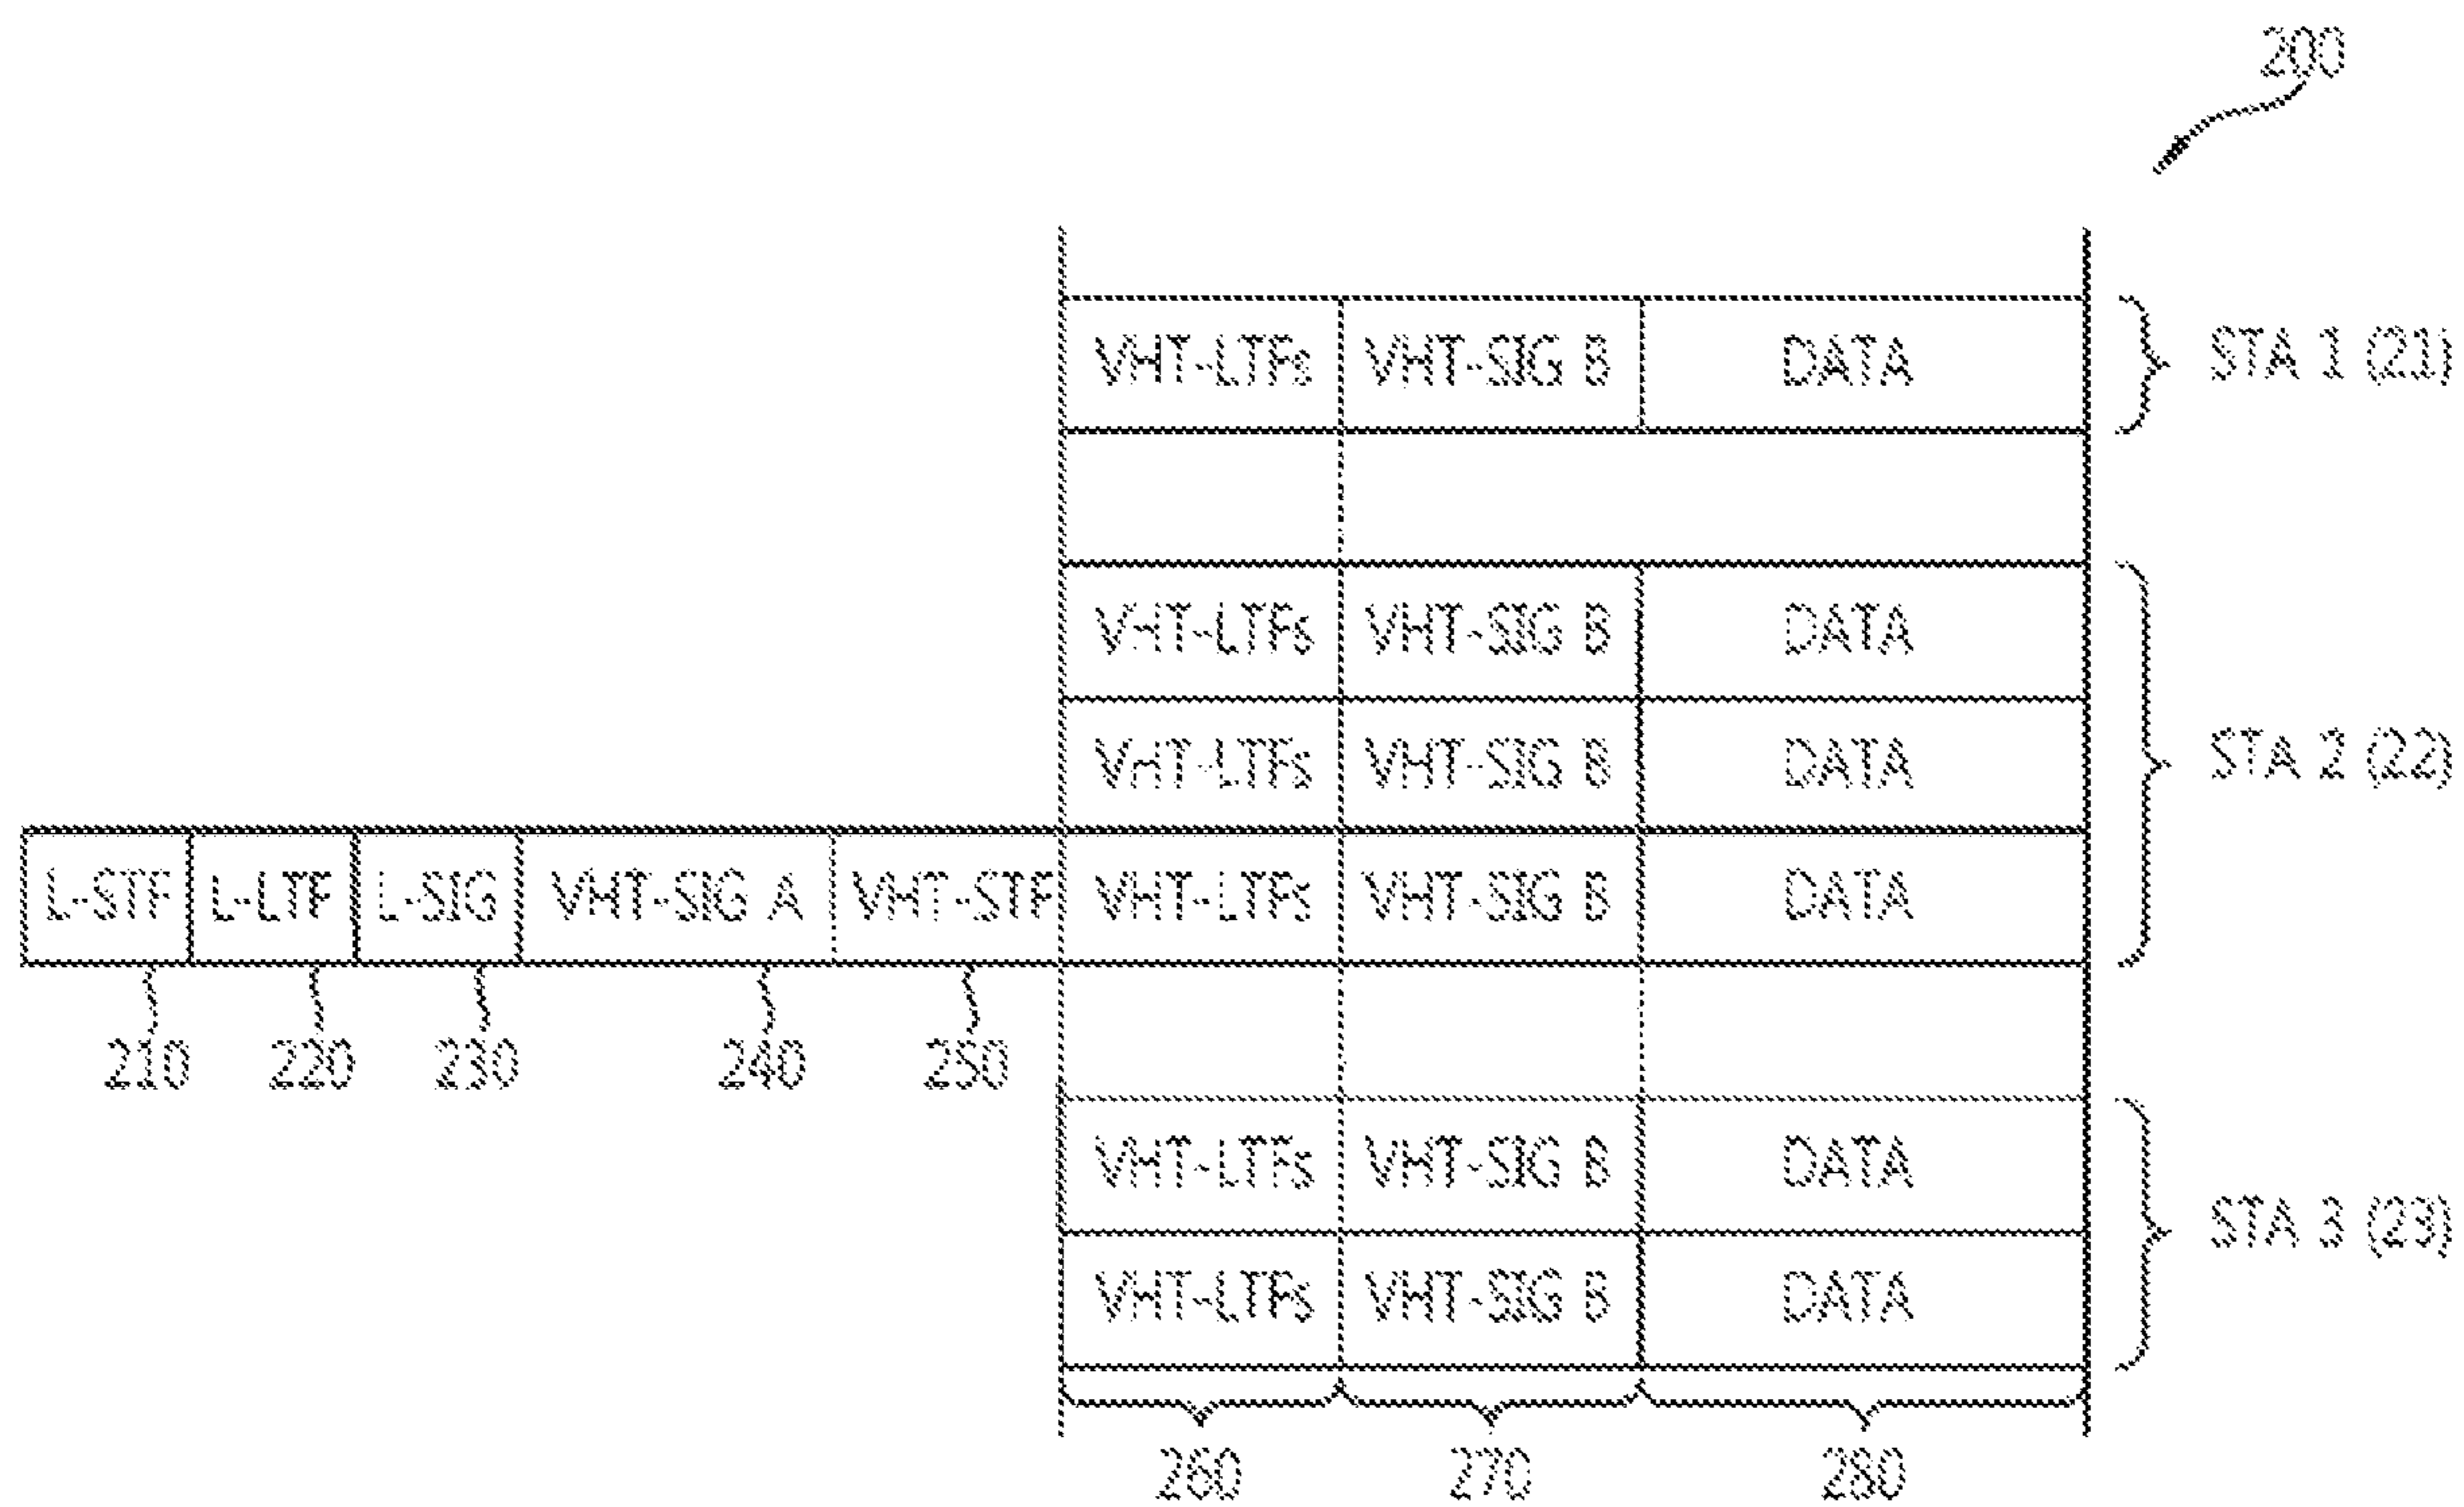 200
VHT-LTFs VHT-SIG B DATA STA 1 (21)
VHT-LTFs VHT-SIG B DATA
VHT-LTFs VHT-SIG B DATA STA 2 (22)
L-STF L-LTF L-SIG VHT-SIG A VHT-STF VHT-LTFs VHT-SIG B DATA
210 220 230 240 250
VHT-LTFs VHT-SIG B DATA
STA 3 (23)
VHT-LTFs VHT-SIG B DATA
260 270 280